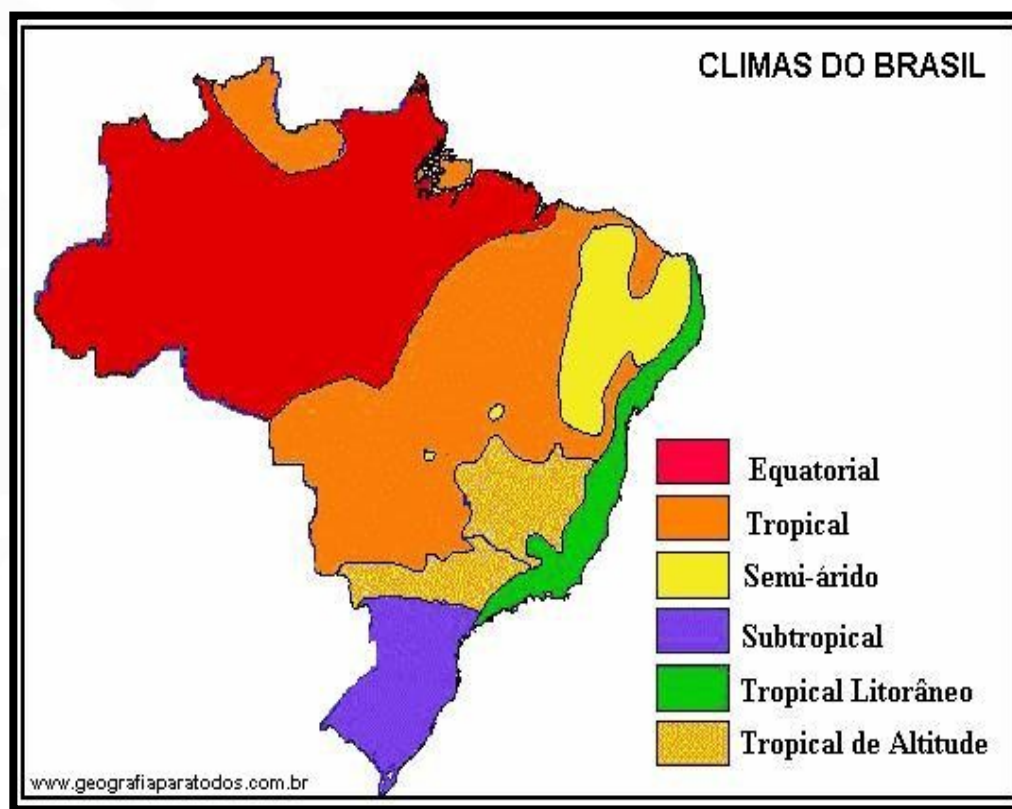 CLIMAS DO BRASIL
Equatorial
Tropical
Semi-árido
Subtropical
Tropical Litorâneo
Tropical de Altitude
www.geografiaparatodos.com.br